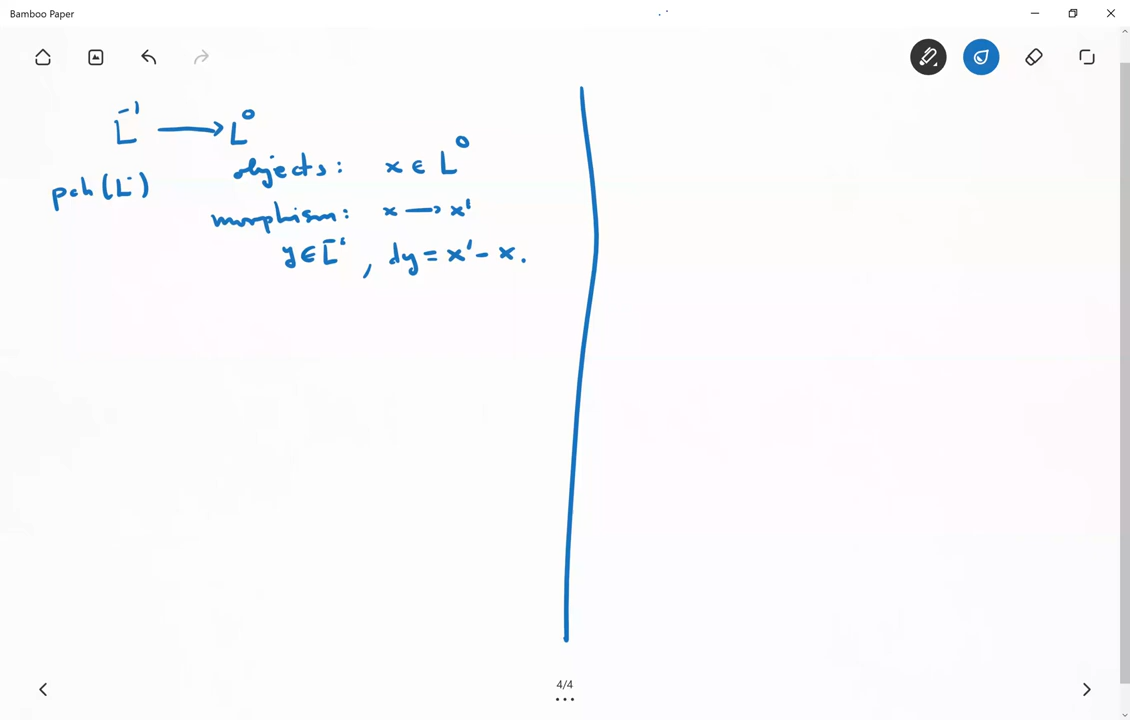 Bamboo Paper
L⁻¹ ⟶ L⁰
objects: x ∈ L⁰
pch(L˙)
morphism: x ⟶ x'
y ∈ L⁻¹, dy = x' - x.
4/4